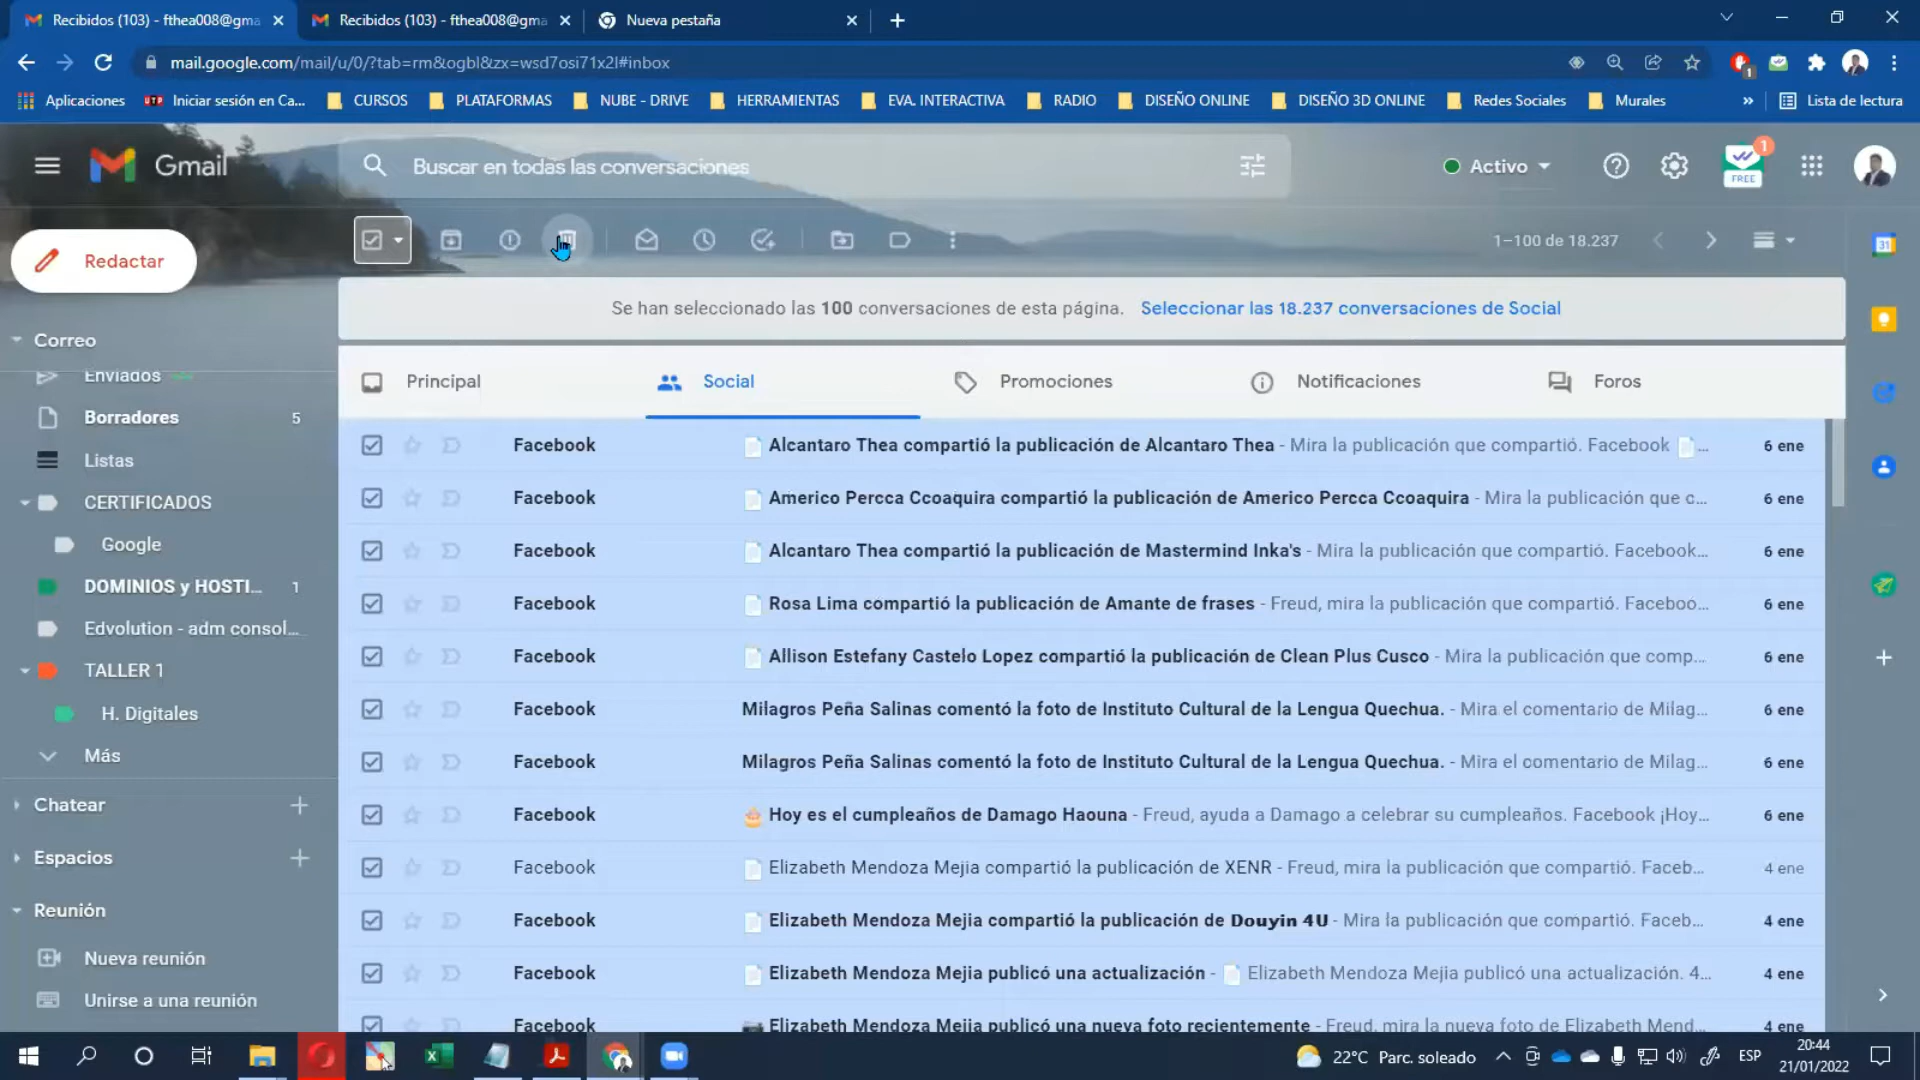 Recibidos (103) - fthea008@gma
Recibidos (103) - fthea008@gma
Nueva pestaña
mail.google.com/mail/u/0/?tab=rm&ogbl&zx=wsd7osi71x2l#inbox
1
Aplicaciones
Iniciar sesión en Ca...
CURSOS
PLATAFORMAS
NUBE - DRIVE
HERRAMIENTAS
EVA. INTERACTIVA
RADIO
DISEÑO ONLINE
DISEÑO 3D ONLINE
Redes Sociales
Murales
»
Lista de lectura
Gmail
Buscar en todas las conversaciones
Activo
1
FREE
Redactar
1–100 de 18.237
31
Se han seleccionado las 100 conversaciones de esta página. Seleccionar las 18.237 conversaciones de Social
Correo
Enviados
Borradores 5
Listas
CERTIFICADOS
Google
DOMINIOS y HOSTI... 1
Edvolution - adm consol...
TALLER 1
H. Digitales
Más
Chatear
Espacios
Reunión
Nueva reunión
Unirse a una reunión
Principal
Social
Promociones
Notificaciones
Foros
Facebook Alcantaro Thea compartió la publicación de Alcantaro Thea - Mira la publicación que compartió. Facebook ... 6 ene
Facebook Americo Percca Ccoaquira compartió la publicación de Americo Percca Ccoaquira - Mira la publicación que c... 6 ene
Facebook Alcantaro Thea compartió la publicación de Mastermind Inka's - Mira la publicación que compartió. Facebook... 6 ene
Facebook Rosa Lima compartió la publicación de Amante de frases - Freud, mira la publicación que compartió. Faceboo... 6 ene
Facebook Allison Estefany Castelo Lopez compartió la publicación de Clean Plus Cusco - Mira la publicación que comp... 6 ene
Facebook Milagros Peña Salinas comentó la foto de Instituto Cultural de la Lengua Quechua. - Mira el comentario de Milag... 6 ene
Facebook Milagros Peña Salinas comentó la foto de Instituto Cultural de la Lengua Quechua. - Mira el comentario de Milag... 6 ene
Facebook 🎂 Hoy es el cumpleaños de Damago Haouna - Freud, ayuda a Damago a celebrar su cumpleaños. Facebook ¡Hoy... 6 ene
Facebook Elizabeth Mendoza Mejia compartió la publicación de XENR - Freud, mira la publicación que compartió. Faceb... 4 ene
Facebook Elizabeth Mendoza Mejia compartió la publicación de Douyin 4U - Mira la publicación que compartió. Faceb... 4 ene
Facebook Elizabeth Mendoza Mejia publicó una actualización - Elizabeth Mendoza Mejia publicó una actualización. 4... 4 ene
Facebook Elizabeth Mendoza Mejia publicó una nueva foto recientemente - Freud, mira la nueva foto de Elizabeth Mend... 4 ene
22°C Parc. soleado
ESP
20:44
21/01/2022